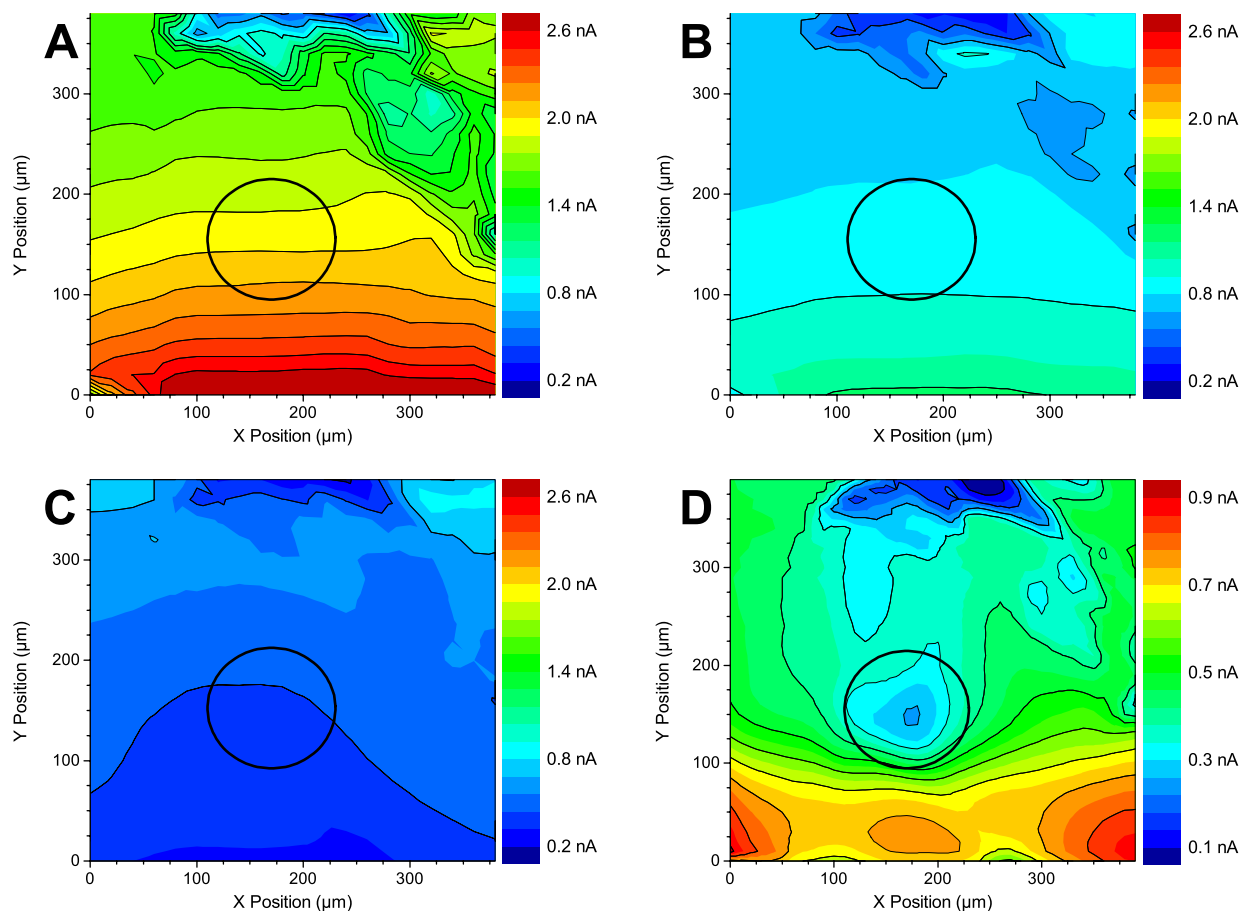 A
Y Position (µm)
300
200
100
0
0
100
200
300
X Position (µm)
2.6 nA
2.0 nA
1.4 nA
0.8 nA
0.2 nA
B
Y Position (µm)
300
200
100
0
0
100
200
300
X Position (µm)
2.6 nA
2.0 nA
1.4 nA
0.8 nA
0.2 nA
C
Y Position (µm)
300
200
100
0
0
100
200
300
X Position (µm)
2.6 nA
2.0 nA
1.4 nA
0.8 nA
0.2 nA
D
Y Position (µm)
300
200
100
0
0
100
200
300
X Position (µm)
0.9 nA
0.7 nA
0.5 nA
0.3 nA
0.1 nA